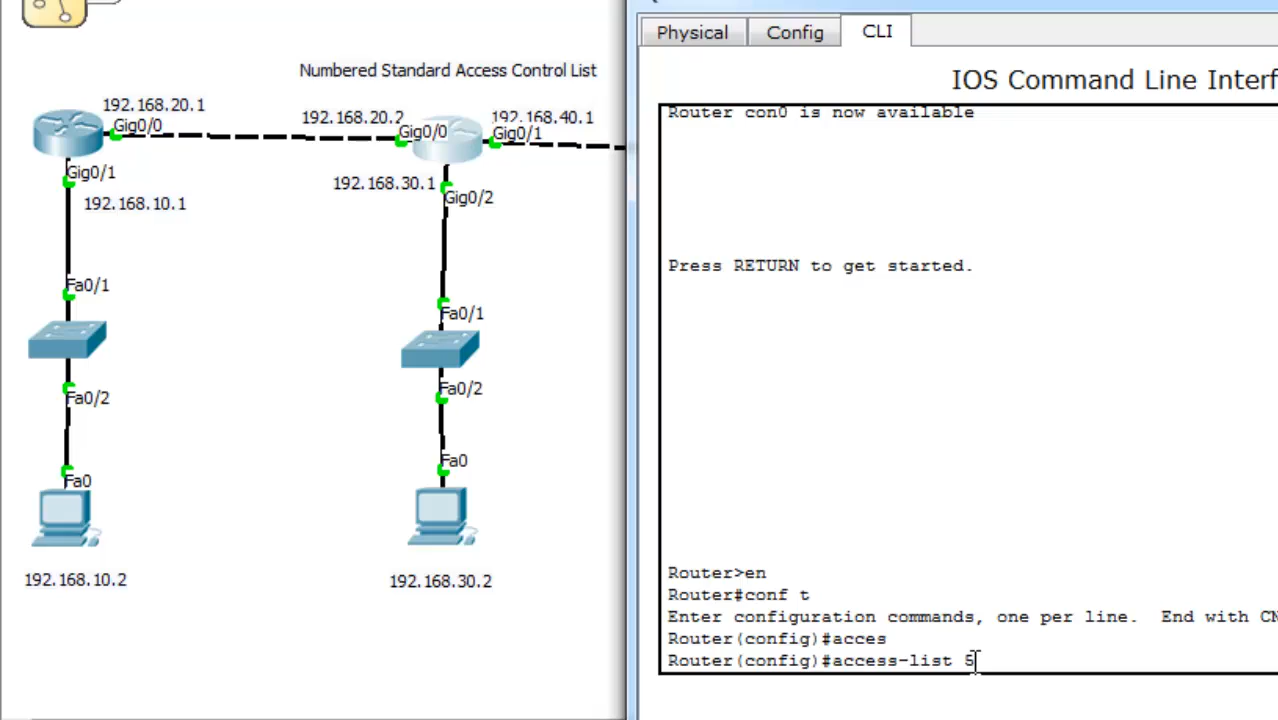 Numbered Standard Access Control List
192.168.20.1
Gig0/0
192.168.20.2
Gig0/0
192.168.40.1
Gig0/1
Gig0/1
192.168.10.1
192.168.30.1
Gig0/2
Fa0/1
Fa0/2
Fa0
192.168.10.2
Fa0/1
Fa0/2
Fa0
192.168.30.2
Physical
Config
CLI
IOS Command Line Interf
Router con0 is now available
Press RETURN to get started.
Router>en
Router#conf t
Enter configuration commands, one per line.  End with CN
Router(config)#acces
Router(config)#access-list 5